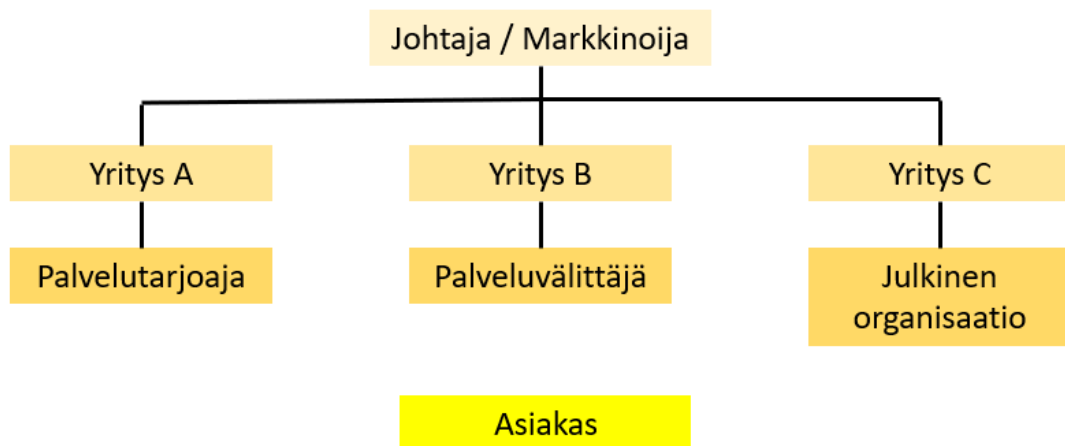 Johtaja / Markkinoija
Yritys A
Yritys B
Yritys C
Palvelutarjoaja
Palveluvälittäjä
Julkinen
organisaatio
Asiakas